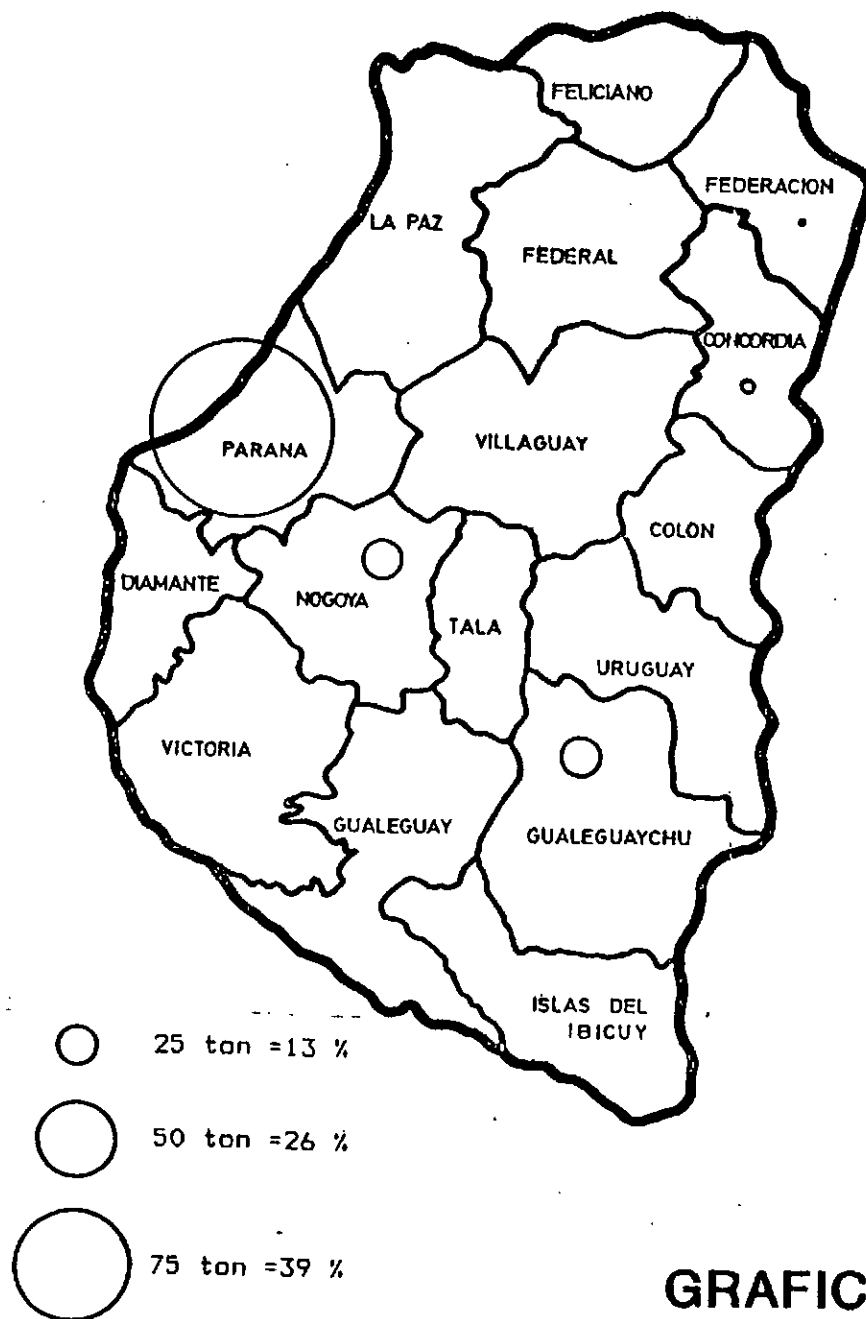 FELICIANO
FEDERACION
LA PAZ
FEDERAL
CONCORDIA
PARANA
VILLAGUAY
COLON
DIAMANTE
NOGOYA
TALA
URUGUAY
VICTORIA
GUALEGUAY
GUALEGUAYCHU
ISLAS DEL
IBICUY
25 ton =13 %
50 ton =26 %
75 ton =39 %
GRAFIC